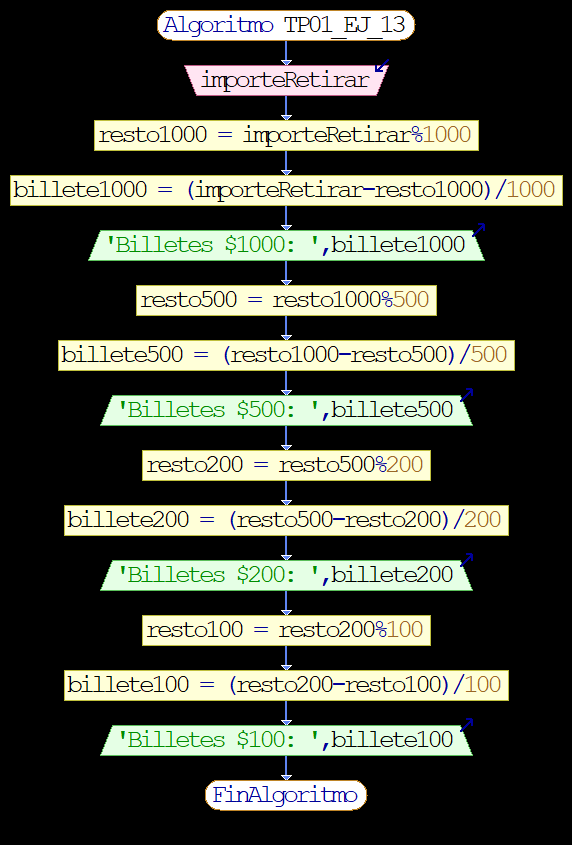 Algoritmo TP01_EJ_13
importeRetirar
resto1000 = importeRetirar%1000
billete1000 = (importeRetirar-resto1000)/1000
'Billetes $1000: ',billete1000
resto500 = resto1000%500
billete500 = (resto1000-resto500)/500
'Billetes $500: ',billete500
resto200 = resto500%200
billete200 = (resto500-resto200)/200
'Billetes $200: ',billete200
resto100 = resto200%100
billete100 = (resto200-resto100)/100
'Billetes $100: ',billete100
FinAlgoritmo